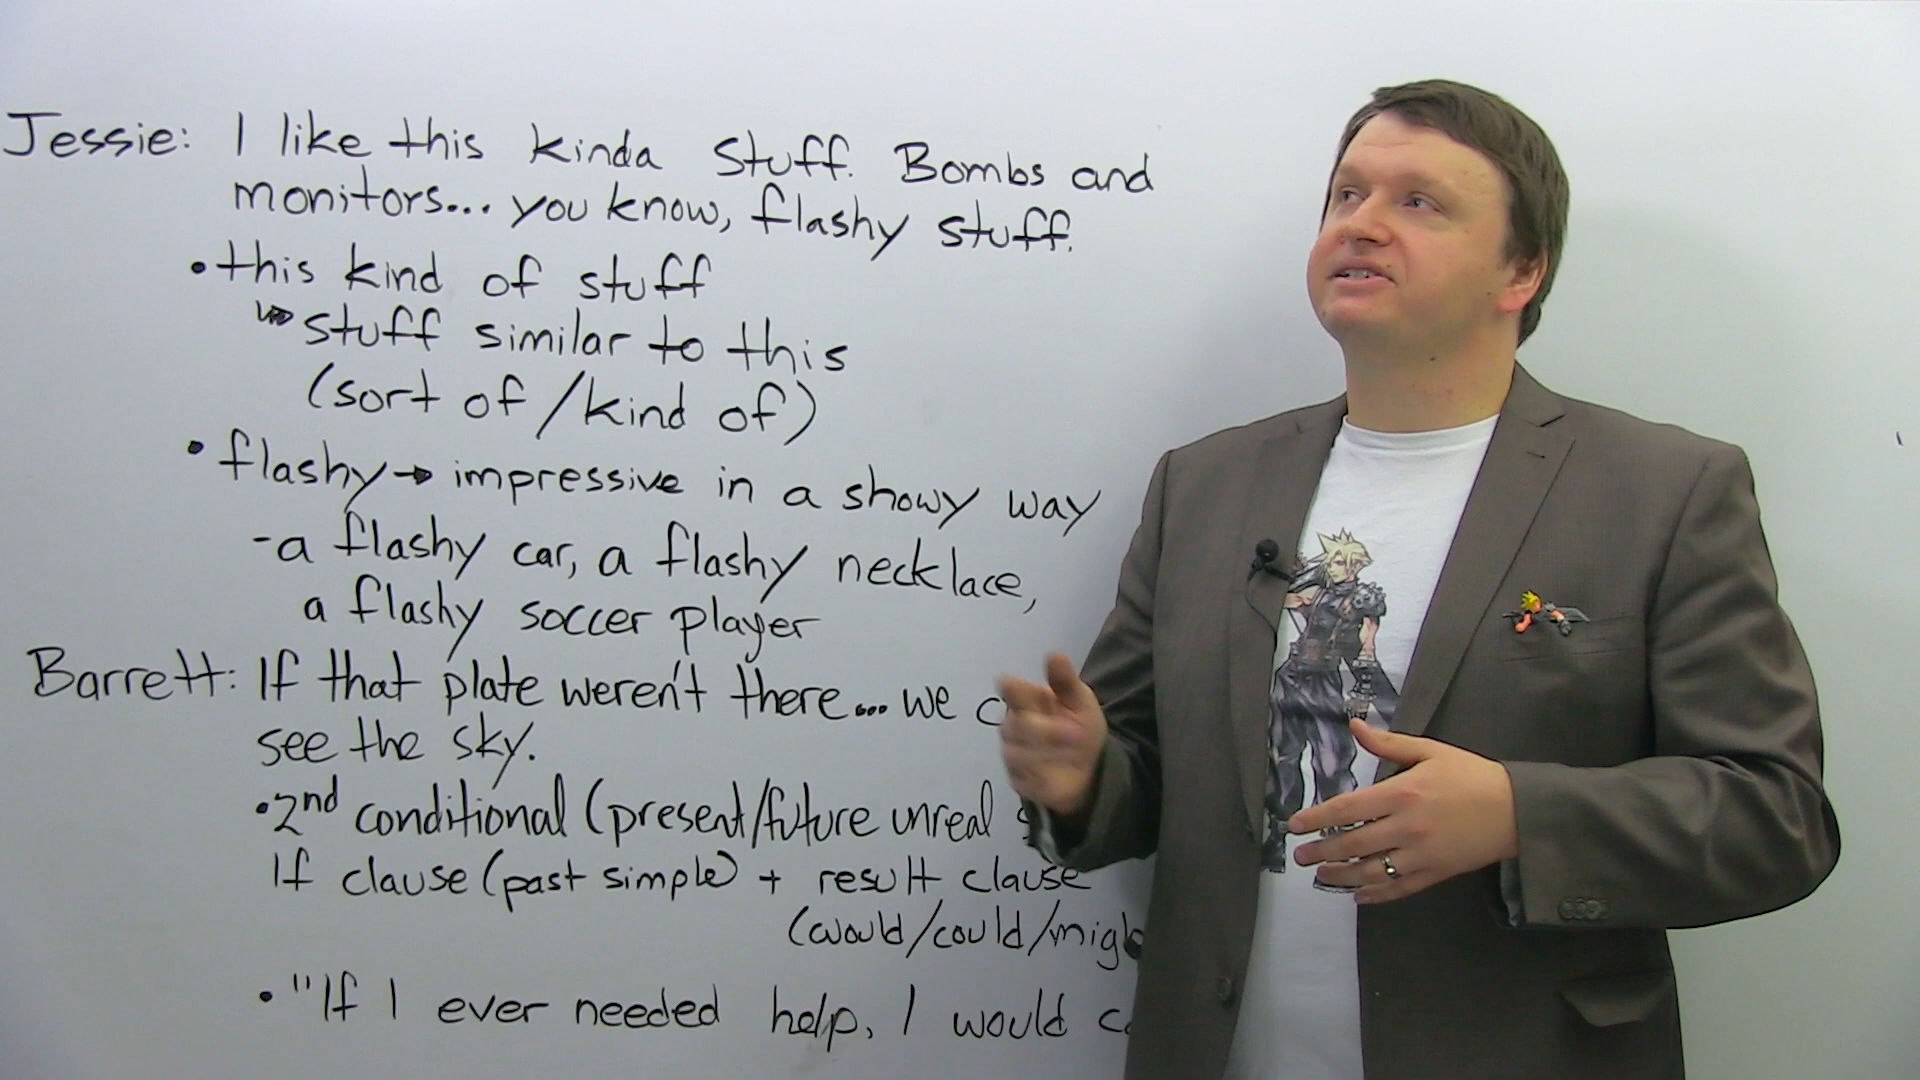 Jessie: I like this kinda stuff. Bombs and
monitors... you know, flashy stuff.
• this kind of stuff
↳ stuff similar to this
(sort of/kind of)
• flashy → impressive in a showy way
- a flashy car, a flashy necklace,
a flashy soccer player
Barrett: If that plate weren't there... we
see the sky.
• 2nd conditional (present/future unreal
If clause (past simple) + result clause
(would/could/migh
• "If I ever needed help, I would